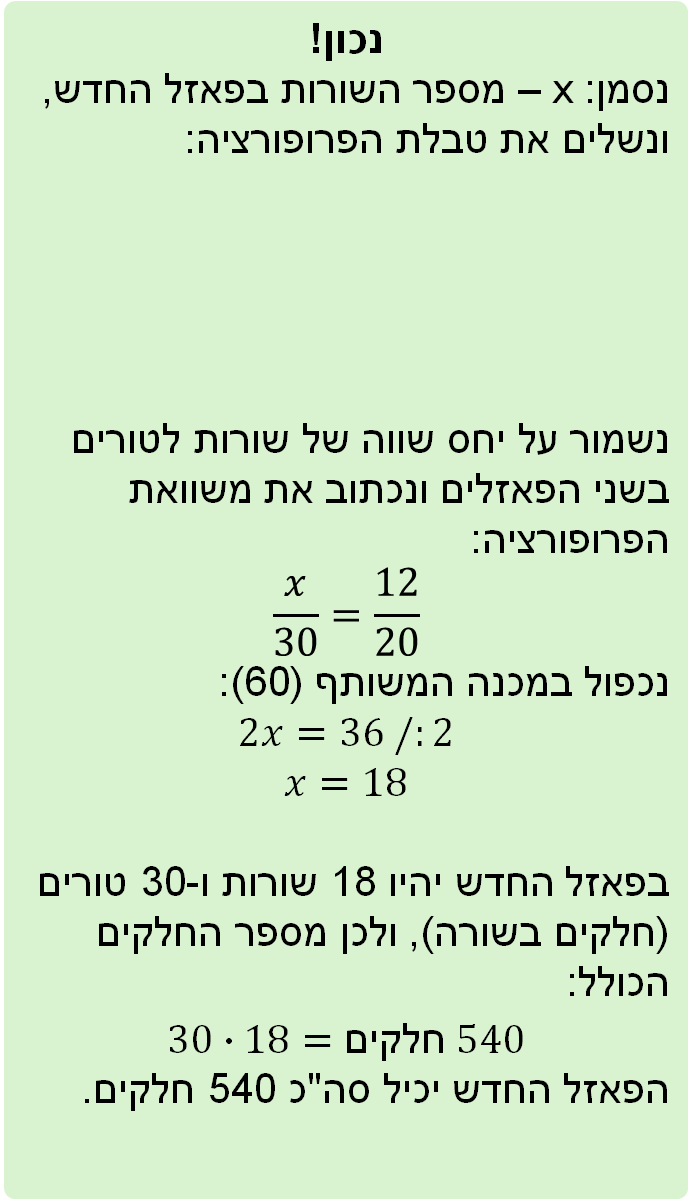 נכון!
נסמן: x – מספר השורות בפאזל החדש,
ונשלים את טבלת הפרופורציה:
נשמור על יחס שווה של שורות לטורים
בשני הפאזלים ונכתוב את משוואת
הפרופורציה:
x/30 = 12/20
נכפול במכנה המשותף (60):
2x = 36 /: 2
x = 18
בפאזל החדש יהיו 18 שורות ו-30 טורים
(חלקים בשורה), ולכן מספר החלקים
הכולל:
30 · 18 = חלקים 540
הפאזל החדש יכיל סה"כ 540 חלקים.